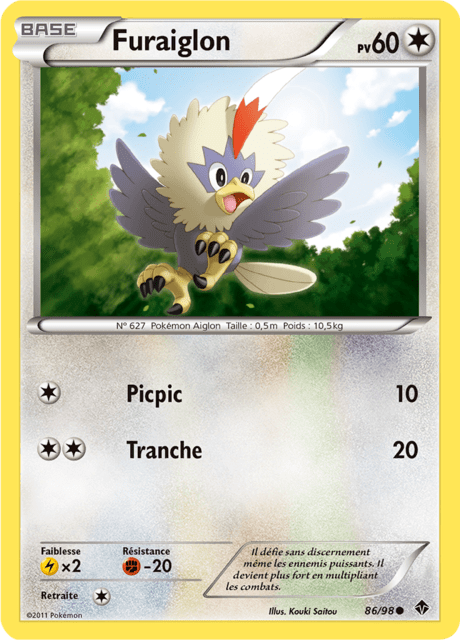 BASE Furaiglon PV60
Nº 627 Pokémon Aiglon Taille : 0,5m Poids : 10,5kg
Picpic 10
Tranche 20
Faiblesse Résistance
×2 -20
Retraite
Il défie sans discernement
même les ennemis puissants. Il
devient plus fort en multipliant
les combats.
©2011 Pokémon Illus. Kouki Saitou 86/98